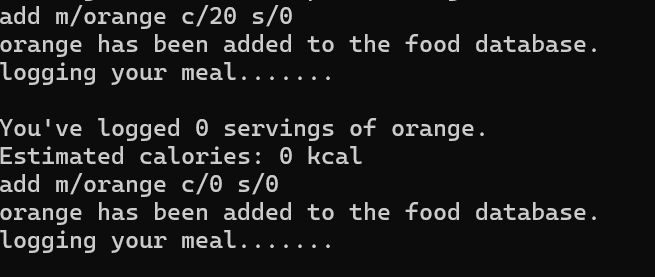 add m/orange c/20 s/0
orange has been added to the food database.
logging your meal.......
You've logged 0 servings of orange.
Estimated calories: 0 kcal
add m/orange c/0 s/0
orange has been added to the food database.
logging your meal.......